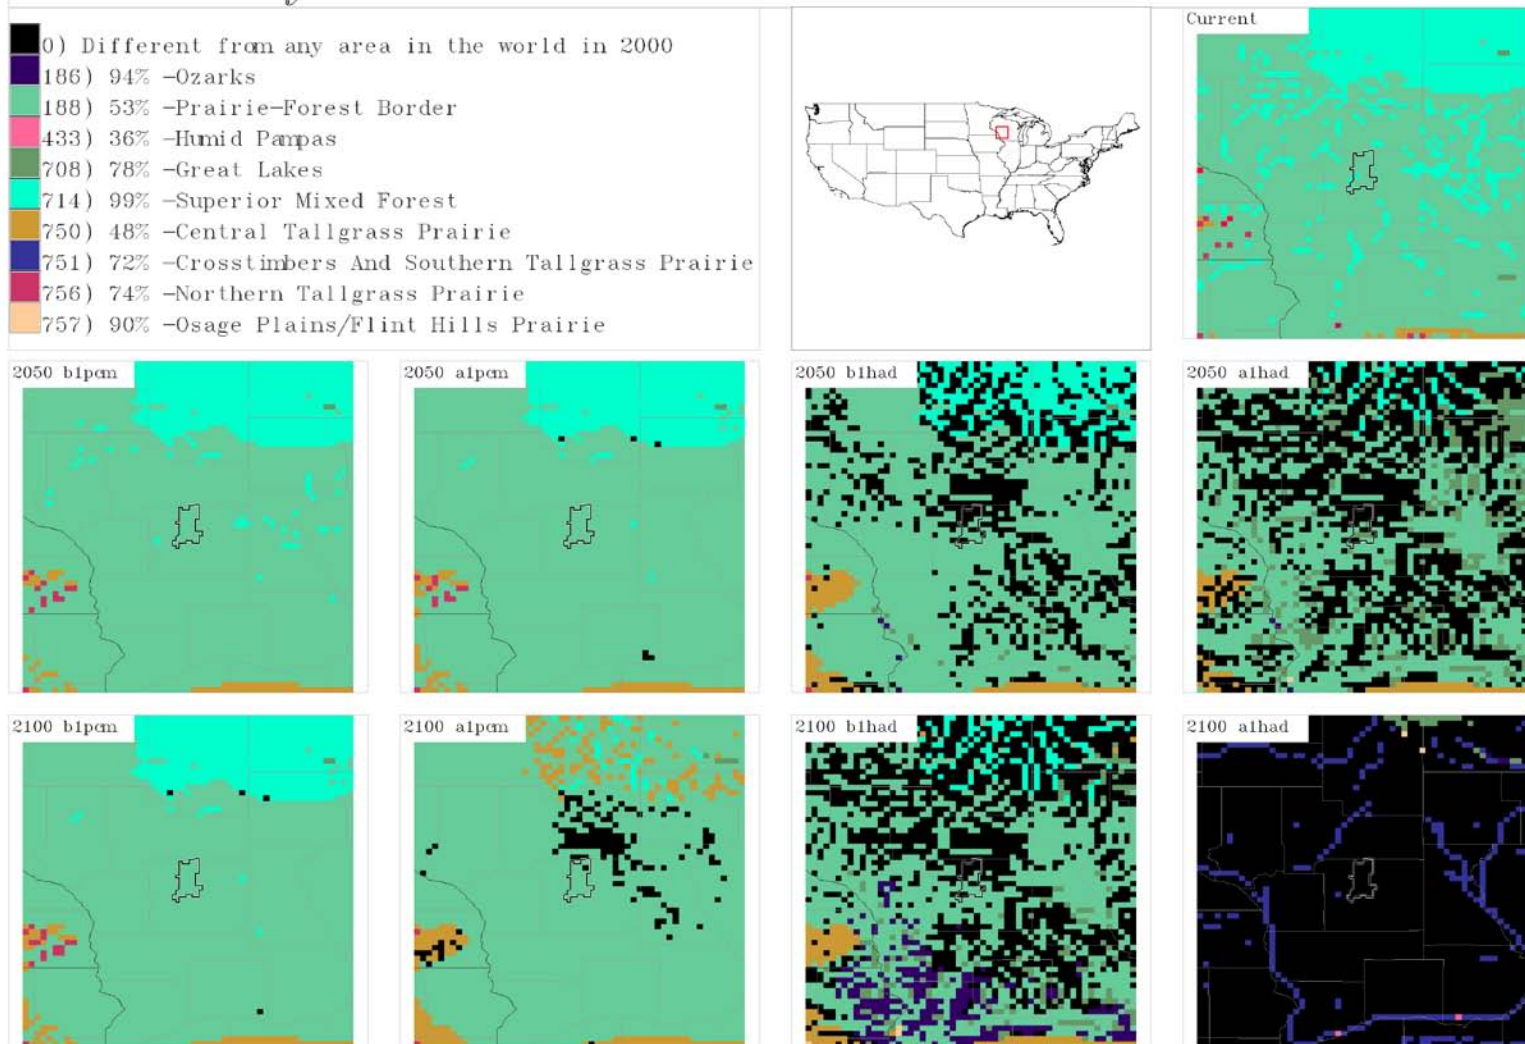 0) Different from any area in the world in 2000
186) 94% -Ozarks
188) 53% -Prairie-Forest Border
433) 36% -Humid Pampas
708) 78% -Great Lakes
714) 99% -Superior Mixed Forest
750) 48% -Central Tallgrass Prairie
751) 72% -Crosstimbers And Southern Tallgrass Prairie
756) 74% -Northern Tallgrass Prairie
757) 90% -Osage Plains/Flint Hills Prairie
Current
2050 b1pcm
2050 a1pcm
2050 b1had
2050 a1had
2100 b1pcm
2100 a1pcm
2100 b1had
2100 a1had